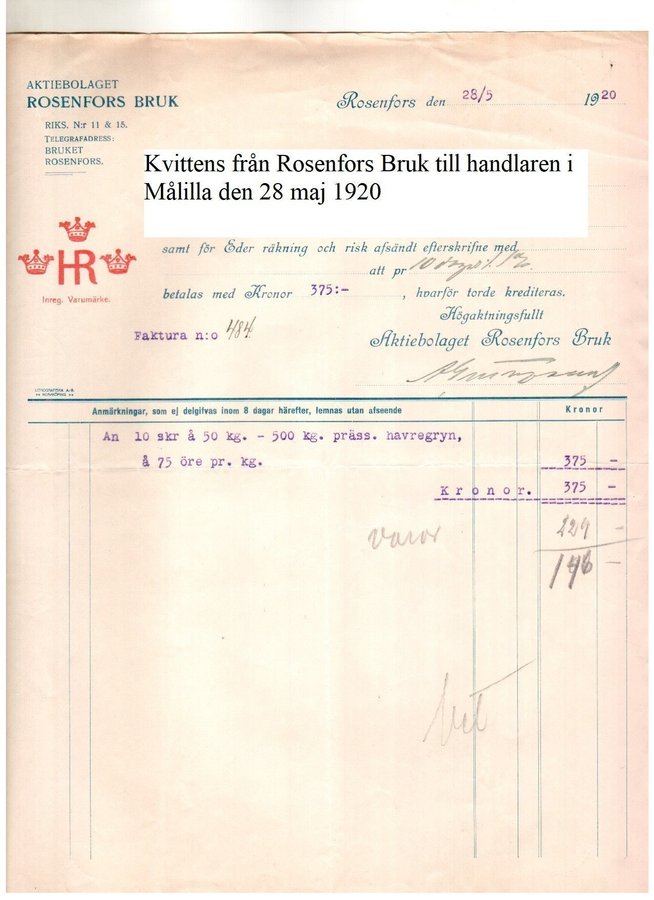 AKTIEBOLAGET
ROSENFORS BRUK
RIKS. N:r 11 & 15.
TELEGRAFADRESS:
BRUKET
ROSENFORS.
Rosenfors den 28/5 1920
Kvittens från Rosenfors Bruk till handlaren i
Målilla den 28 maj 1920
HR
Inreg. Varumärke.
samt för Eder räkning och risk afsändt efterskrifne med
att pr 10
betalas med Kronor 375:- , hvarför torde krediteras.
Högaktningsfullt
Faktura n:o 484
Aktiebolaget Rosenfors Bruk
LITOGRAFISKA A/B.
NORRKÖPING
Anmärkningar, som ej delgifvas inom 8 dagar härefter, lemnas utan afseende Kronor
An 10 skr å 50 kg. - 500 kg. präss. havregryn,
å 75 öre pr. kg. 375 -
Kronor. 375 -
varor 229 -
146 -
bet